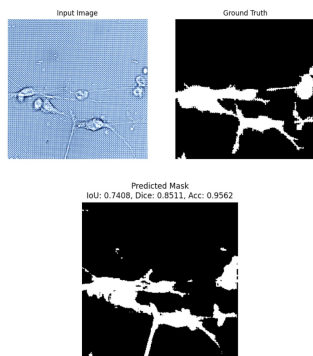 Input Image
Ground Truth
Predicted Mask
IoU: 0.7408, Dice: 0.8511, Acc: 0.9562